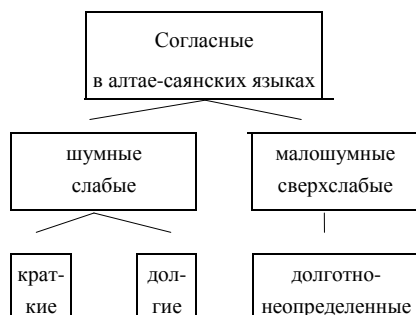 Согласные
в алтае-саянских языках
шумные
слабые
малошумные
сверхслабые
крат-
кие
дол-
гие
долготно-
неопределенные